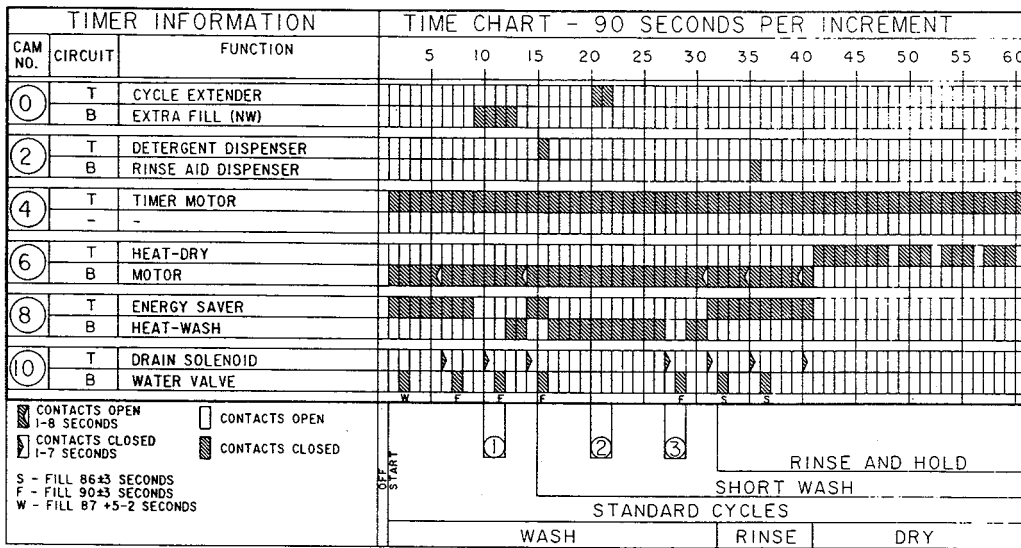 TIMER INFORMATION
TIME CHART - 90 SECONDS PER INCREMENT
CAM NO.
CIRCUIT
FUNCTION
5 10 15 20 25 30 35 40 45 50 55 60
0
T CYCLE EXTENDER
B EXTRA FILL (NW)
2
T DETERGENT DISPENSER
B RINSE AID DISPENSER
4
T TIMER MOTOR
- -
6
T HEAT-DRY
B MOTOR
8
T ENERGY SAVER
B HEAT-WASH
10
T DRAIN SOLENOID
B WATER VALVE
W F F F F S S
CONTACTS OPEN 1-8 SECONDS
CONTACTS OPEN
CONTACTS CLOSED 1-7 SECONDS
CONTACTS CLOSED
S - FILL 86±3 SECONDS
F - FILL 90±3 SECONDS
W - FILL 87 +5-2 SECONDS
OFF
START
1 2 3
RINSE AND HOLD
SHORT WASH
STANDARD CYCLES
WASH RINSE DRY